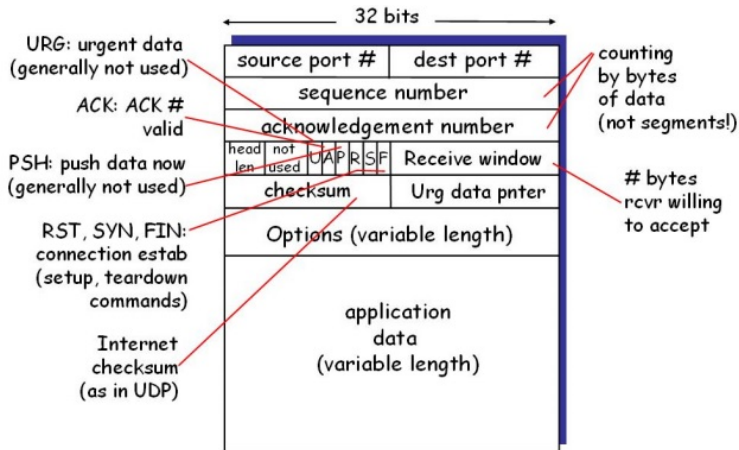 32 bits
URG: urgent data
(generally not used)
ACK: ACK #
valid
PSH: push data now
(generally not used)
RST, SYN, FIN:
connection estab
(setup, teardown
commands)
Internet
checksum
(as in UDP)
source port #
dest port #
sequence number
acknowledgement number
head
len
not
used
U
A
P
R
S
F
Receive window
checksum
Urg data pnter
Options (variable length)
application
data
(variable length)
counting
by bytes
of data
(not segments!)
# bytes
rcvr willing
to accept